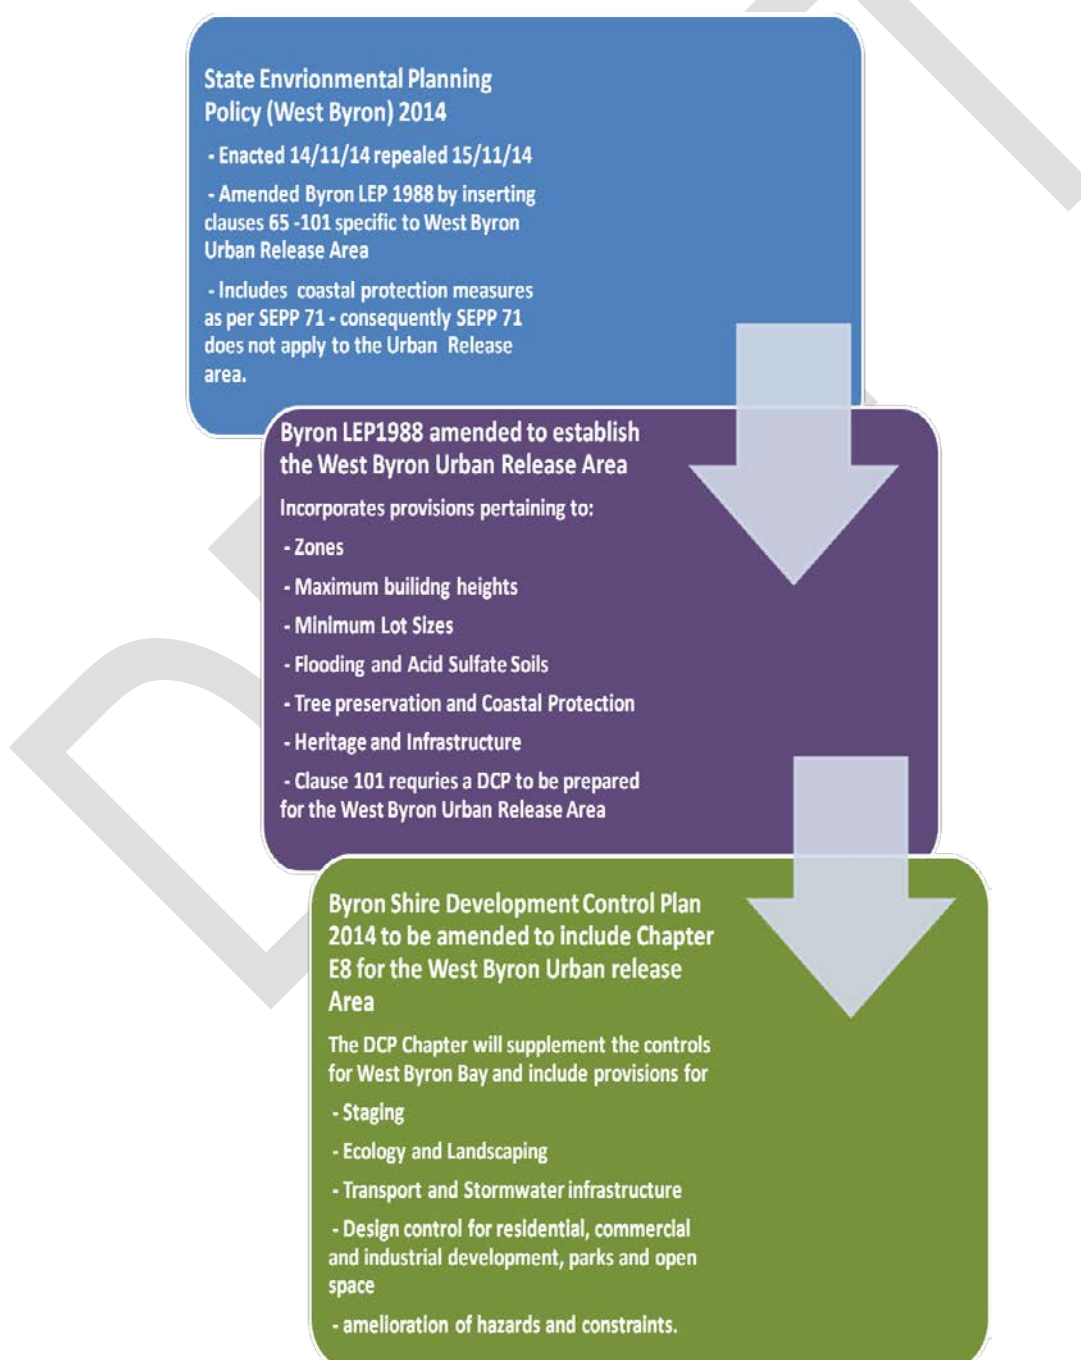 State Envrionmental Planning
Policy (West Byron) 2014
- Enacted 14/11/14 repealed 15/11/14
- Amended Byron LEP 1988 by inserting
clauses 65 -101 specific to West Byron
Urban Release Area
- Includes coastal protection measures
as per SEPP 71 - consequently SEPP 71
does not apply to the Urban Release
area.
Byron LEP1988 amended to establish
the West Byron Urban Release Area
Incorporates provisions pertaining to:
- Zones
- Maximum builidng heights
- Minimum Lot Sizes
- Flooding and Acid Sulfate Soils
- Tree preservation and Coastal Protection
- Heritage and Infrastructure
- Clause 101 requries a DCP to be prepared
for the West Byron Urban Release Area
Byron Shire Development Control Plan
2014 to be amended to include Chapter
E8 for the West Byron Urban release
Area
The DCP Chapter will supplement the controls
for West Byron Bay and include provisions for
- Staging
- Ecology and Landscaping
- Transport and Stormwater infrastructure
- Design control for residential, commercial
and industrial development, parks and open
space
- amelioration of hazards and constraints.